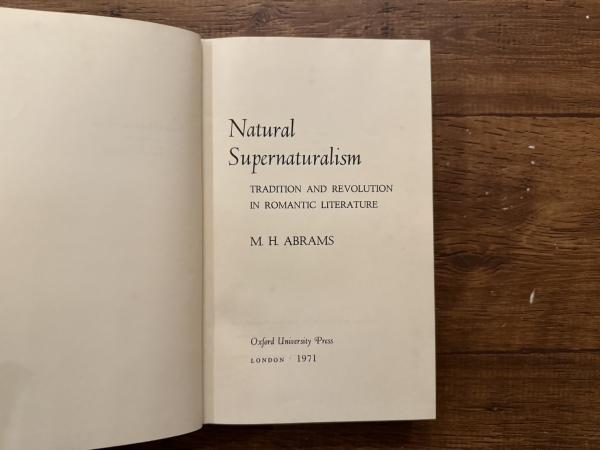 Natural
Supernaturalism
TRADITION AND REVOLUTION
IN ROMANTIC LITERATURE
M. H. ABRAMS
Oxford University Press
LONDON · 1971